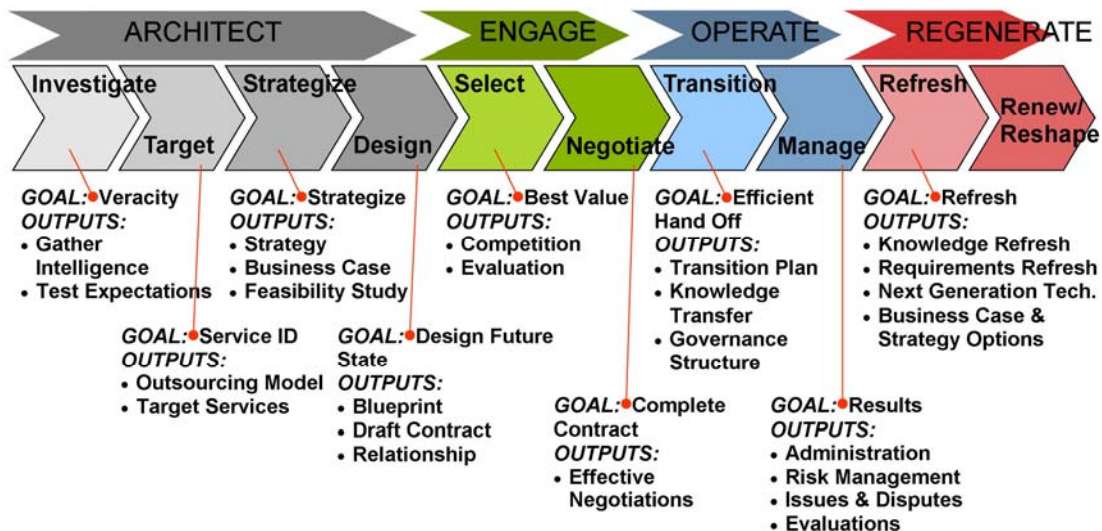 ARCHITECT
ENGAGE
OPERATE
REGENERATE
Investigate
Target
Strategize
Design
Select
Negotiate
Transition
Manage
Refresh
Renew/
Reshape
GOAL: Veracity
OUTPUTS:
• Gather
Intelligence
• Test Expectations
GOAL: Service ID
OUTPUTS:
• Outsourcing Model
• Target Services
GOAL: Strategize
OUTPUTS:
• Strategy
• Business Case
• Feasibility Study
GOAL: Design Future
State
OUTPUTS:
• Blueprint
• Draft Contract
• Relationship
GOAL: Best Value
OUTPUTS:
• Competition
• Evaluation
GOAL: Complete
Contract
OUTPUTS:
• Effective
Negotiations
GOAL: Efficient
Hand Off
OUTPUTS:
• Transition Plan
• Knowledge
Transfer
• Governance
Structure
GOAL: Results
OUTPUTS:
• Administration
• Risk Management
• Issues & Disputes
• Evaluations
GOAL: Refresh
OUTPUTS:
• Knowledge Refresh
• Requirements Refresh
• Next Generation Tech.
• Business Case &
Strategy Options